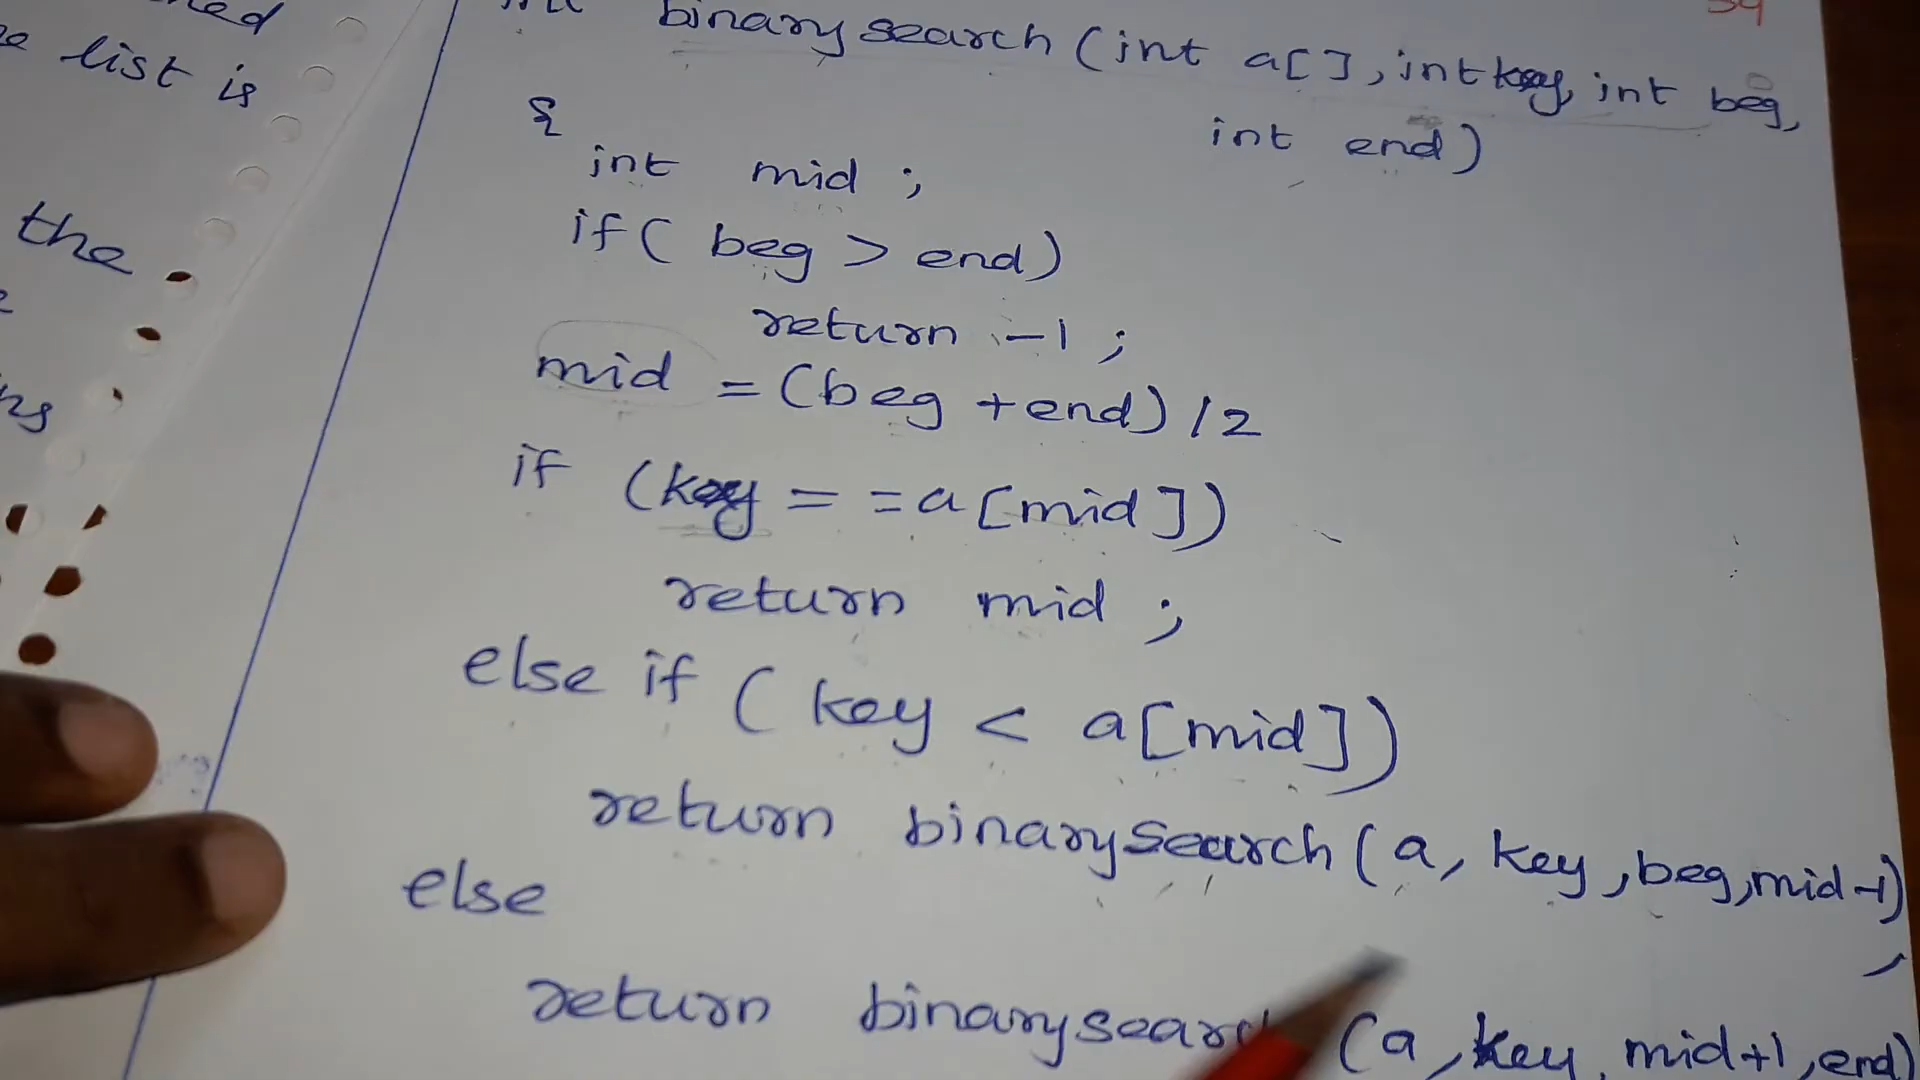 list is
the
int binarysearch (int a[], int key, int beg,
int end)
{
int mid ;
if( beg > end)
return -1 ;
mid = (beg +end) /2
if (key = =a [mid])
return mid ;
else if ( key < a[mid])
return binarysearch (a, key, beg, mid-1)
;
else
return binarysearch (a, key, mid+1, end)